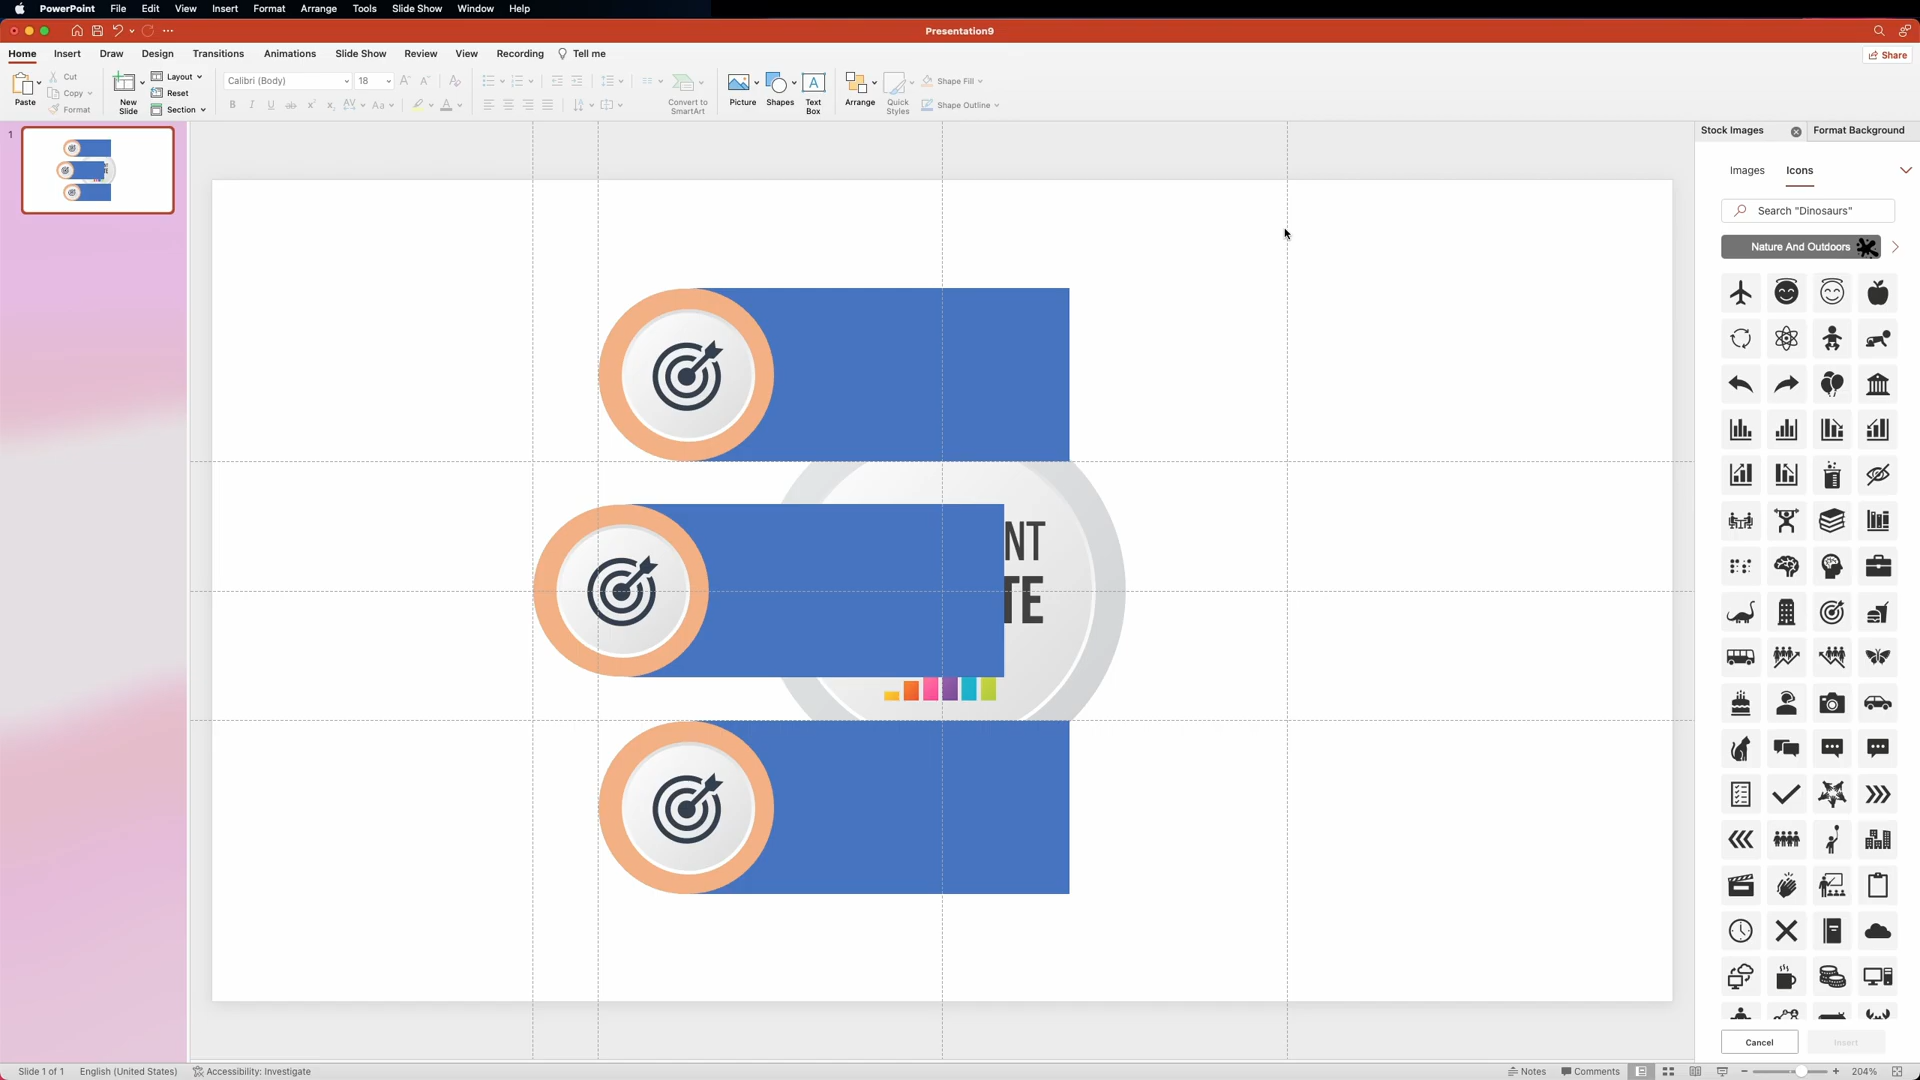 PowerPoint File Edit View Insert Format Arrange Tools Slide Show Window Help
Presentation9
Home Insert Draw Design Transitions Animations Slide Show Review View Recording Tell me
Share
Paste
Cut
Copy
Format
New Slide
Layout
Reset
Section
Calibri (Body) 18
Convert to SmartArt
Picture
Shapes
Text Box
Arrange
Quick Styles
Shape Fill
Shape Outline
1
Stock Images Format Background
Images Icons
Search "Dinosaurs"
Nature And Outdoors
NT
TE
Cancel Insert
Slide 1 of 1 English (United States) Accessibility: Investigate Notes Comments 204%